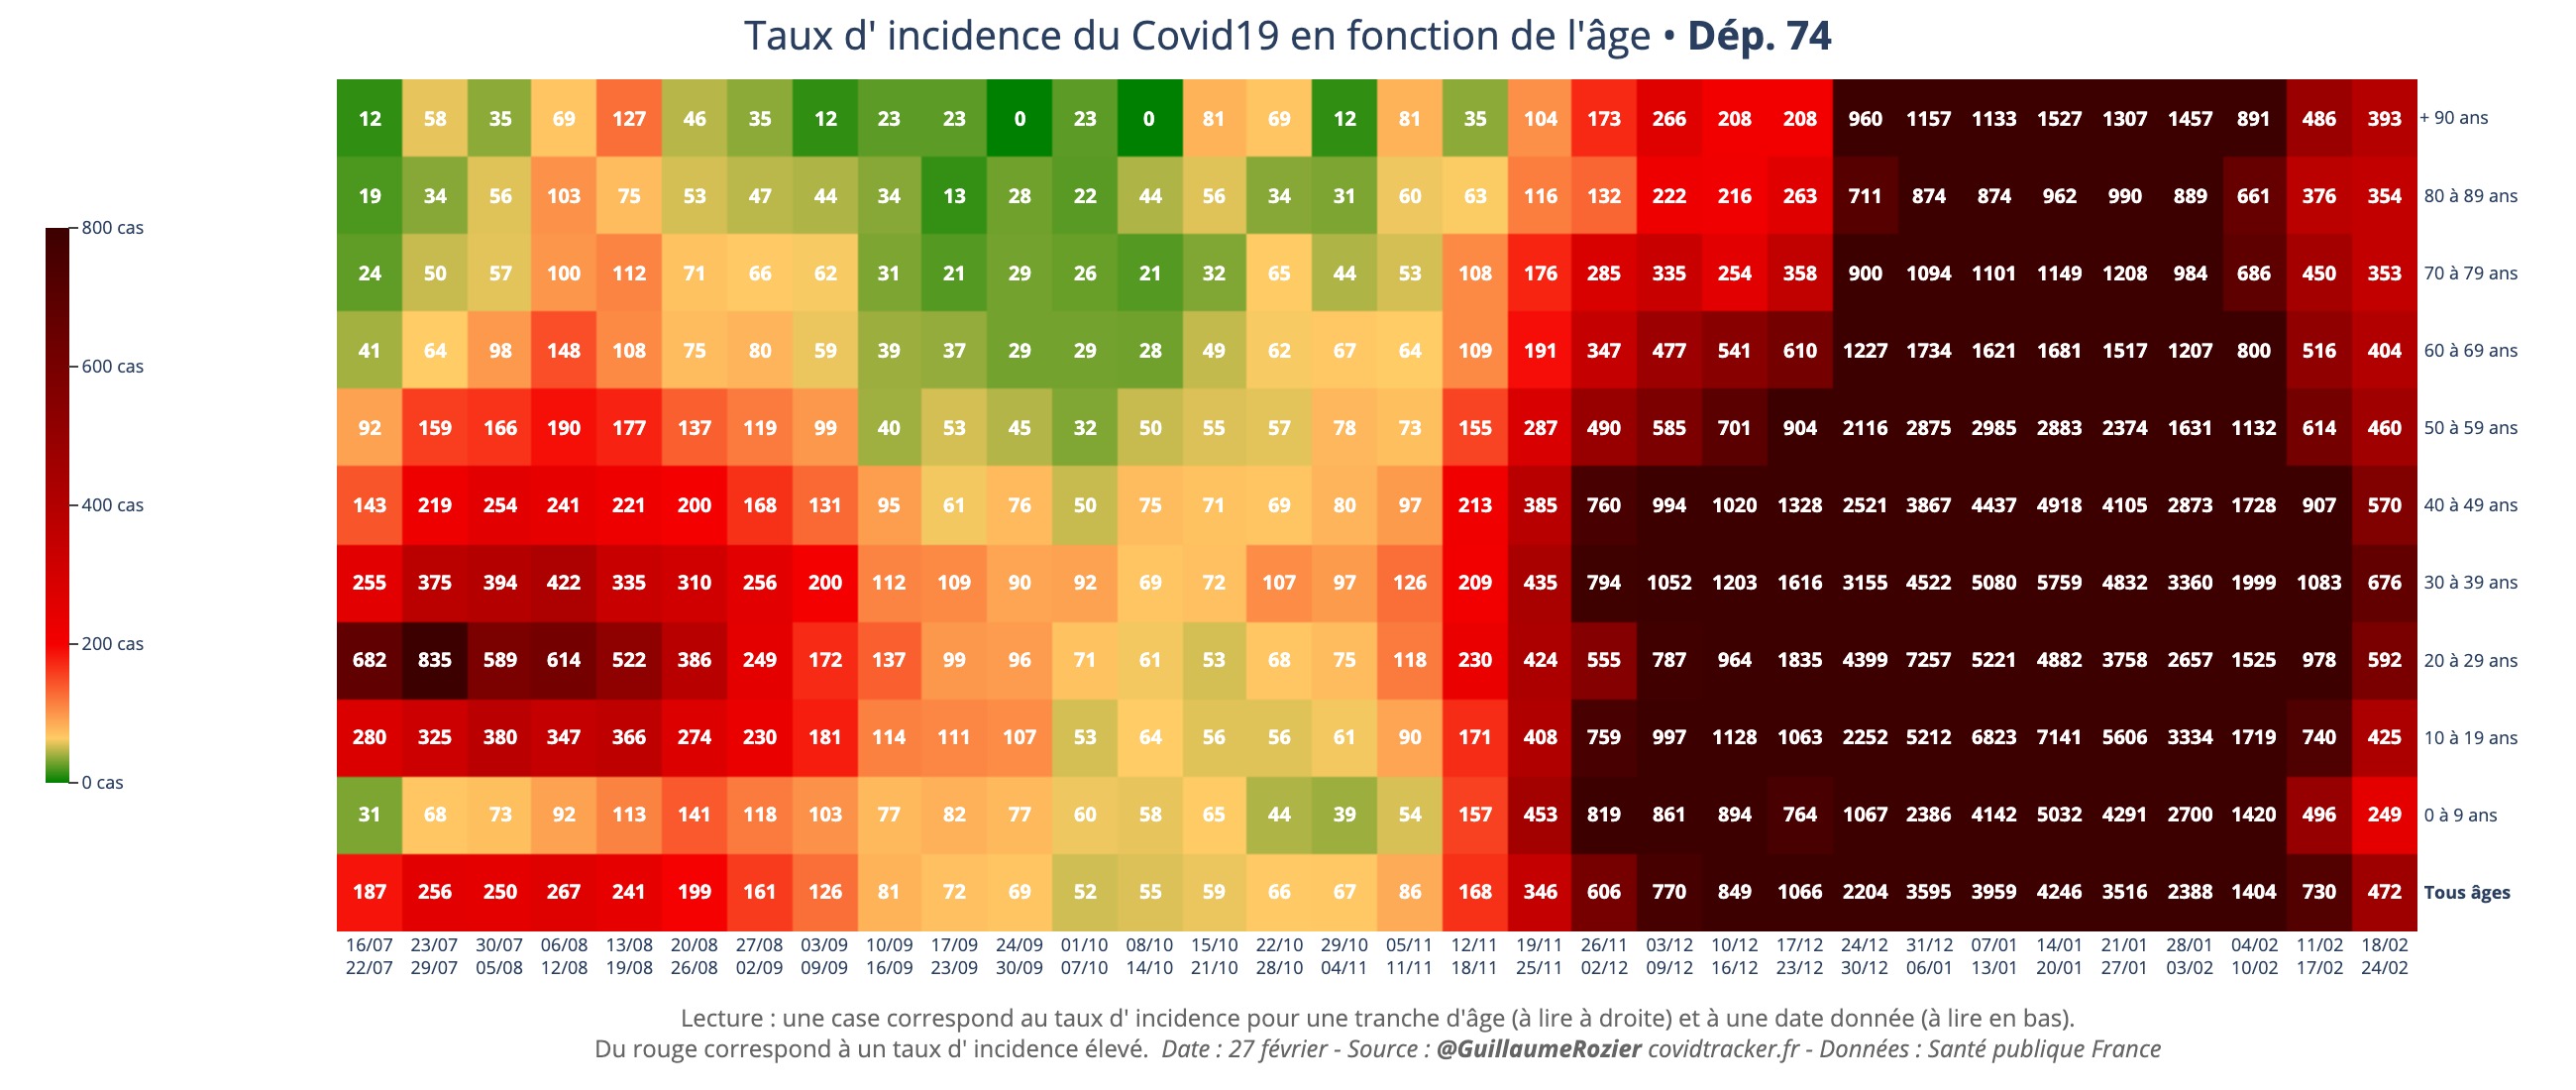 Taux d' incidence du Covid19 en fonction de l'âge • Dép. 74
12 58 35 69 127 46 35 12 23 23 0 23 0 81 69 12 81 35 104 173 266 208 208 960 1157 1133 1527 1307 1457 891 486 393 + 90 ans
19 34 56 103 75 53 47 44 34 13 28 22 44 56 34 31 60 63 116 132 222 216 263 711 874 874 962 990 889 661 376 354 80 à 89 ans
24 50 57 100 112 71 66 62 31 21 29 26 21 32 65 44 53 108 176 285 335 254 358 900 1094 1101 1149 1208 984 686 450 353 70 à 79 ans
41 64 98 148 108 75 80 59 39 37 29 29 28 49 62 67 64 109 191 347 477 541 610 1227 1734 1621 1681 1517 1207 800 516 404 60 à 69 ans
92 159 166 190 177 137 119 99 40 53 45 32 50 55 57 78 73 155 287 490 585 701 904 2116 2875 2985 2883 2374 1631 1132 614 460 50 à 59 ans
143 219 254 241 221 200 168 131 95 61 76 50 75 71 69 80 97 213 385 760 994 1020 1328 2521 3867 4437 4918 4105 2873 1728 907 570 40 à 49 ans
255 375 394 422 335 310 256 200 112 109 90 92 69 72 107 97 126 209 435 794 1052 1203 1616 3155 4522 5080 5759 4832 3360 1999 1083 676 30 à 39 ans
682 835 589 614 522 386 249 172 137 99 96 71 61 53 68 75 118 230 424 555 787 964 1835 4399 7257 5221 4882 3758 2657 1525 978 592 20 à 29 ans
280 325 380 347 366 274 230 181 114 111 107 53 64 56 56 61 90 171 408 759 997 1128 1063 2252 5212 6823 7141 5606 3334 1719 740 425 10 à 19 ans
31 68 73 92 113 141 118 103 77 82 77 60 58 65 44 39 54 157 453 819 861 894 764 1067 2386 4142 5032 4291 2700 1420 496 249 0 à 9 ans
187 256 250 267 241 199 161 126 81 72 69 52 55 59 66 67 86 168 346 606 770 849 1066 2204 3595 3959 4246 3516 2388 1404 730 472 Tous âges
16/07 23/07 30/07 06/08 13/08 20/08 27/08 03/09 10/09 17/09 24/09 01/10 08/10 15/10 22/10 29/10 05/11 12/11 19/11 26/11 03/12 10/12 17/12 24/12 31/12 07/01 14/01 21/01 28/01 04/02 11/02 18/02
22/07 29/07 05/08 12/08 19/08 26/08 02/09 09/09 16/09 23/09 30/09 07/10 14/10 21/10 28/10 04/11 11/11 18/11 25/11 02/12 09/12 16/12 23/12 30/12 06/01 13/01 20/01 27/01 03/02 10/02 17/02 24/02
800 cas
600 cas
400 cas
200 cas
0 cas
Lecture : une case correspond au taux d' incidence pour une tranche d'âge (à lire à droite) et à une date donnée (à lire en bas).
Du rouge correspond à un taux d' incidence élevé. Date : 27 février - Source : @GuillaumeRozier covidtracker.fr - Données : Santé publique France